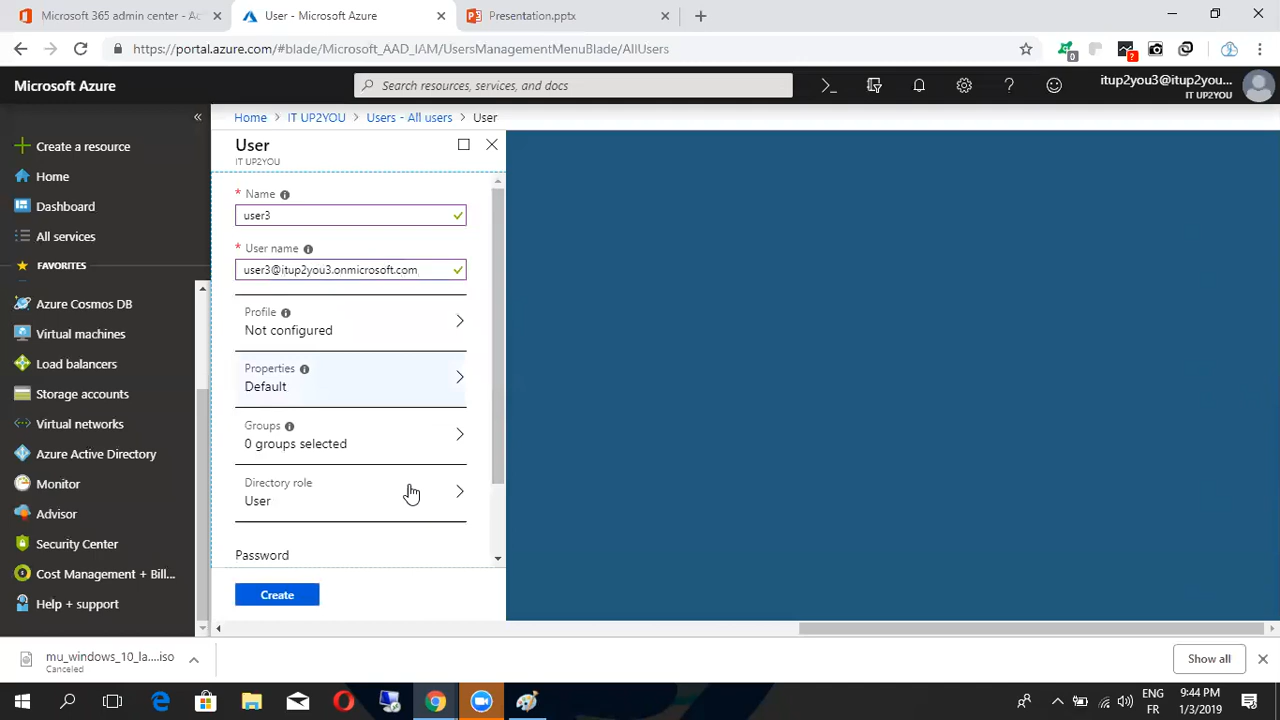 Microsoft 365 admin center - Ac
User - Microsoft Azure
Presentation.pptx
https://portal.azure.com/#blade/Microsoft_AAD_IAM/UsersManagementMenuBlade/AllUsers
0
?
Microsoft Azure
Search resources, services, and docs
itup2you3@itup2you...
IT UP2YOU
Home > IT UP2YOU > Users - All users > User
User
IT UP2YOU
Create a resource
Home
Dashboard
All services
FAVORITES
Azure Cosmos DB
Virtual machines
Load balancers
Storage accounts
Virtual networks
Azure Active Directory
Monitor
Advisor
Security Center
Cost Management + Bill...
Help + support
* Name
user3
* User name
user3@itup2you3.onmicrosoft.com
Profile
Not configured
Properties
Default
Groups
0 groups selected
Directory role
User
Password
Create
mu_windows_10_la....iso
Canceled
Show all
ENG
FR
9:44 PM
1/3/2019